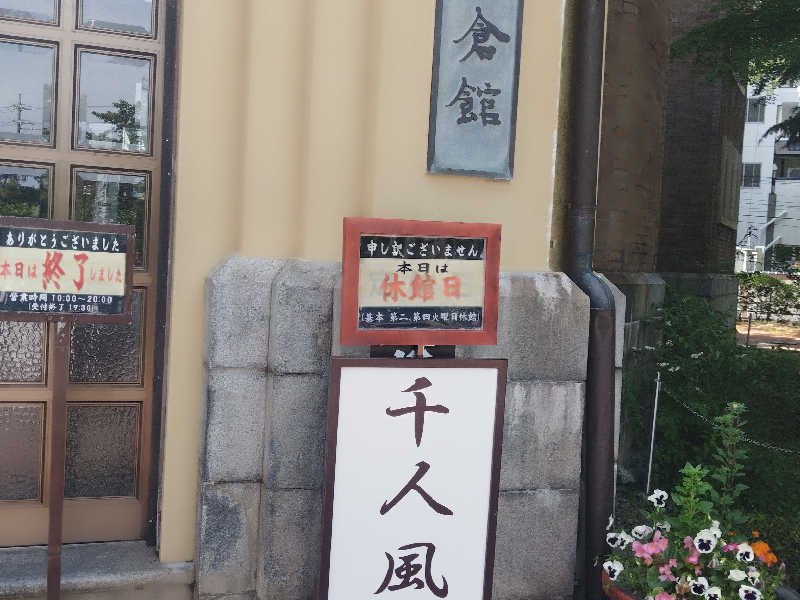 倉館
ありがとうございました
本日は終了しました
営業時間 10:00~20:00
(受付終了 19:30)
申し訳ございません。
本日は
休館日
(基本 第二、第四火曜日休館)
千人風